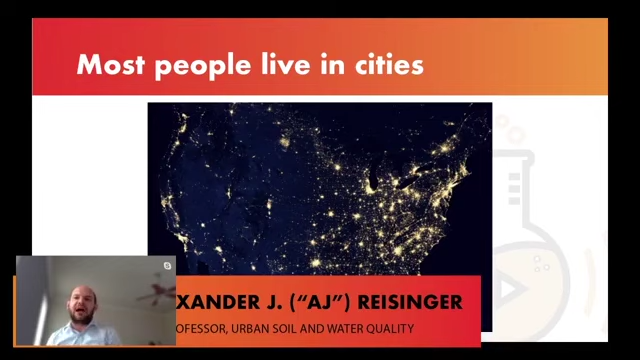 Most people live in cities
XANDER J. (“AJ”) REISINGER
OFESSOR, URBAN SOIL AND WATER QUALITY